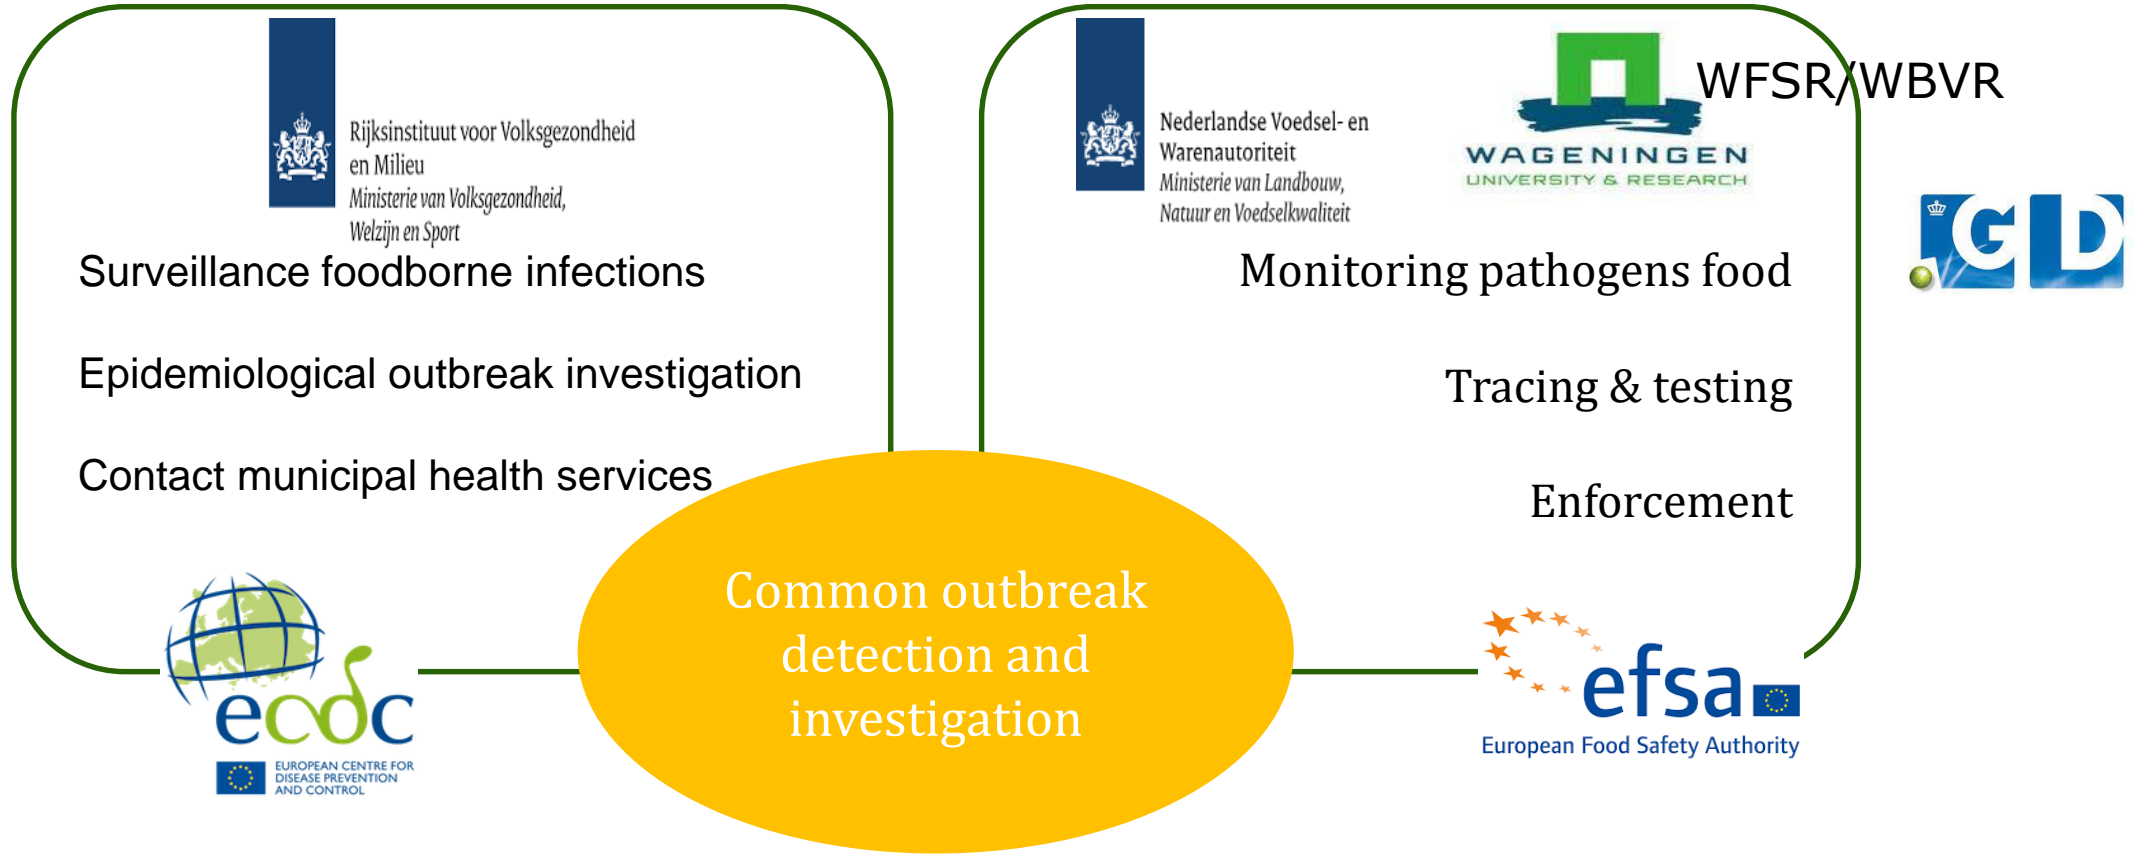 Rijksinstituut voor Volksgezondheid
en Milieu
Ministerie van Volksgezondheid,
Welzijn en Sport
Surveillance foodborne infections
Epidemiological outbreak investigation
Contact municipal health services
ecdc
EUROPEAN CENTRE FOR
DISEASE PREVENTION
AND CONTROL
Common outbreak
detection and
investigation
Nederlandse Voedsel- en
Warenautoriteit
Ministerie van Landbouw,
Natuur en Voedselkwaliteit
WAGENINGEN
UNIVERSITY & RESEARCH
WFSR/WBVR
GD
Monitoring pathogens food
Tracing & testing
Enforcement
efsa
European Food Safety Authority